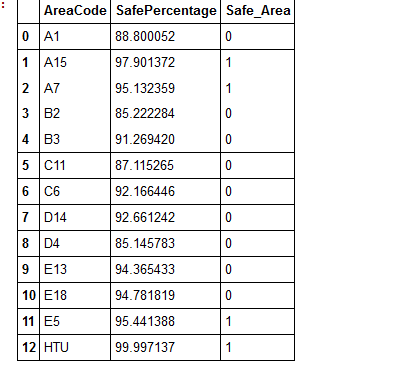 :
AreaCode SafePercentage Safe_Area
0 A1 88.800052 0
1 A15 97.901372 1
2 A7 95.132359 1
3 B2 85.222284 0
4 B3 91.269420 0
5 C11 87.115265 0
6 C6 92.166446 0
7 D14 92.661242 0
8 D4 85.145783 0
9 E13 94.365433 0
10 E18 94.781819 0
11 E5 95.441388 1
12 HTU 99.997137 1